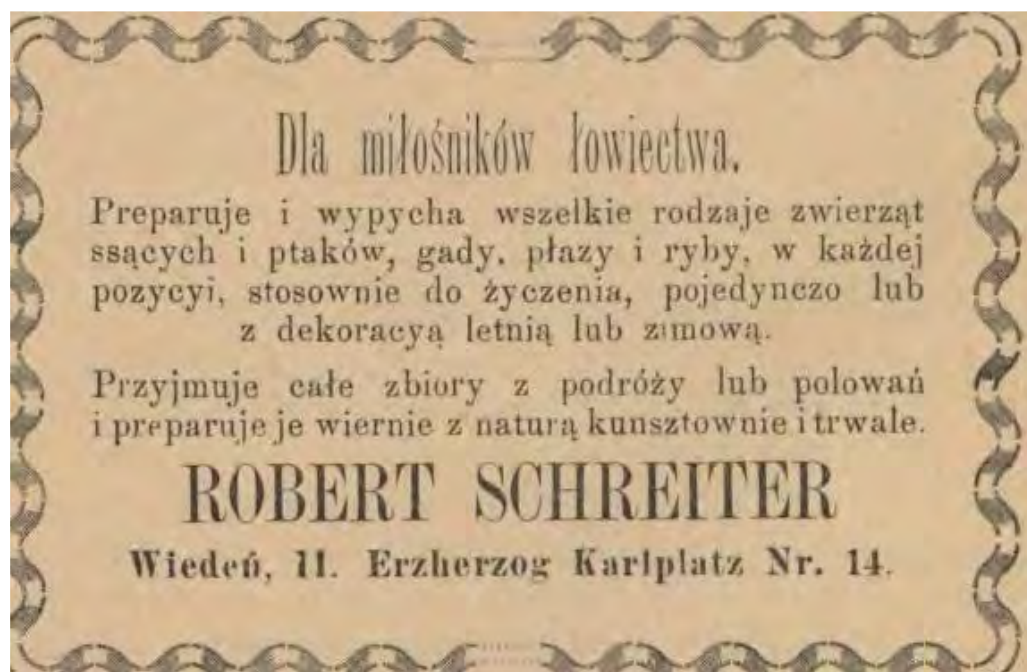 Dla miłośników łowiectwa.
Preparuje i wypycha wszelkie rodzaje zwierząt
ssących i ptaków, gady, płazy i ryby, w każdej
pozycyi, stosownie do życzenia, pojedynczo lub
z dekoracyą letnią lub zimową.
Przyjmuje całe zbiory z podróży lub polowań
i preparuje je wiernie z naturą kunsztownie i trwale.
ROBERT SCHREITER
Wiedeń, II. Erzherzog Karlplatz Nr. 14.